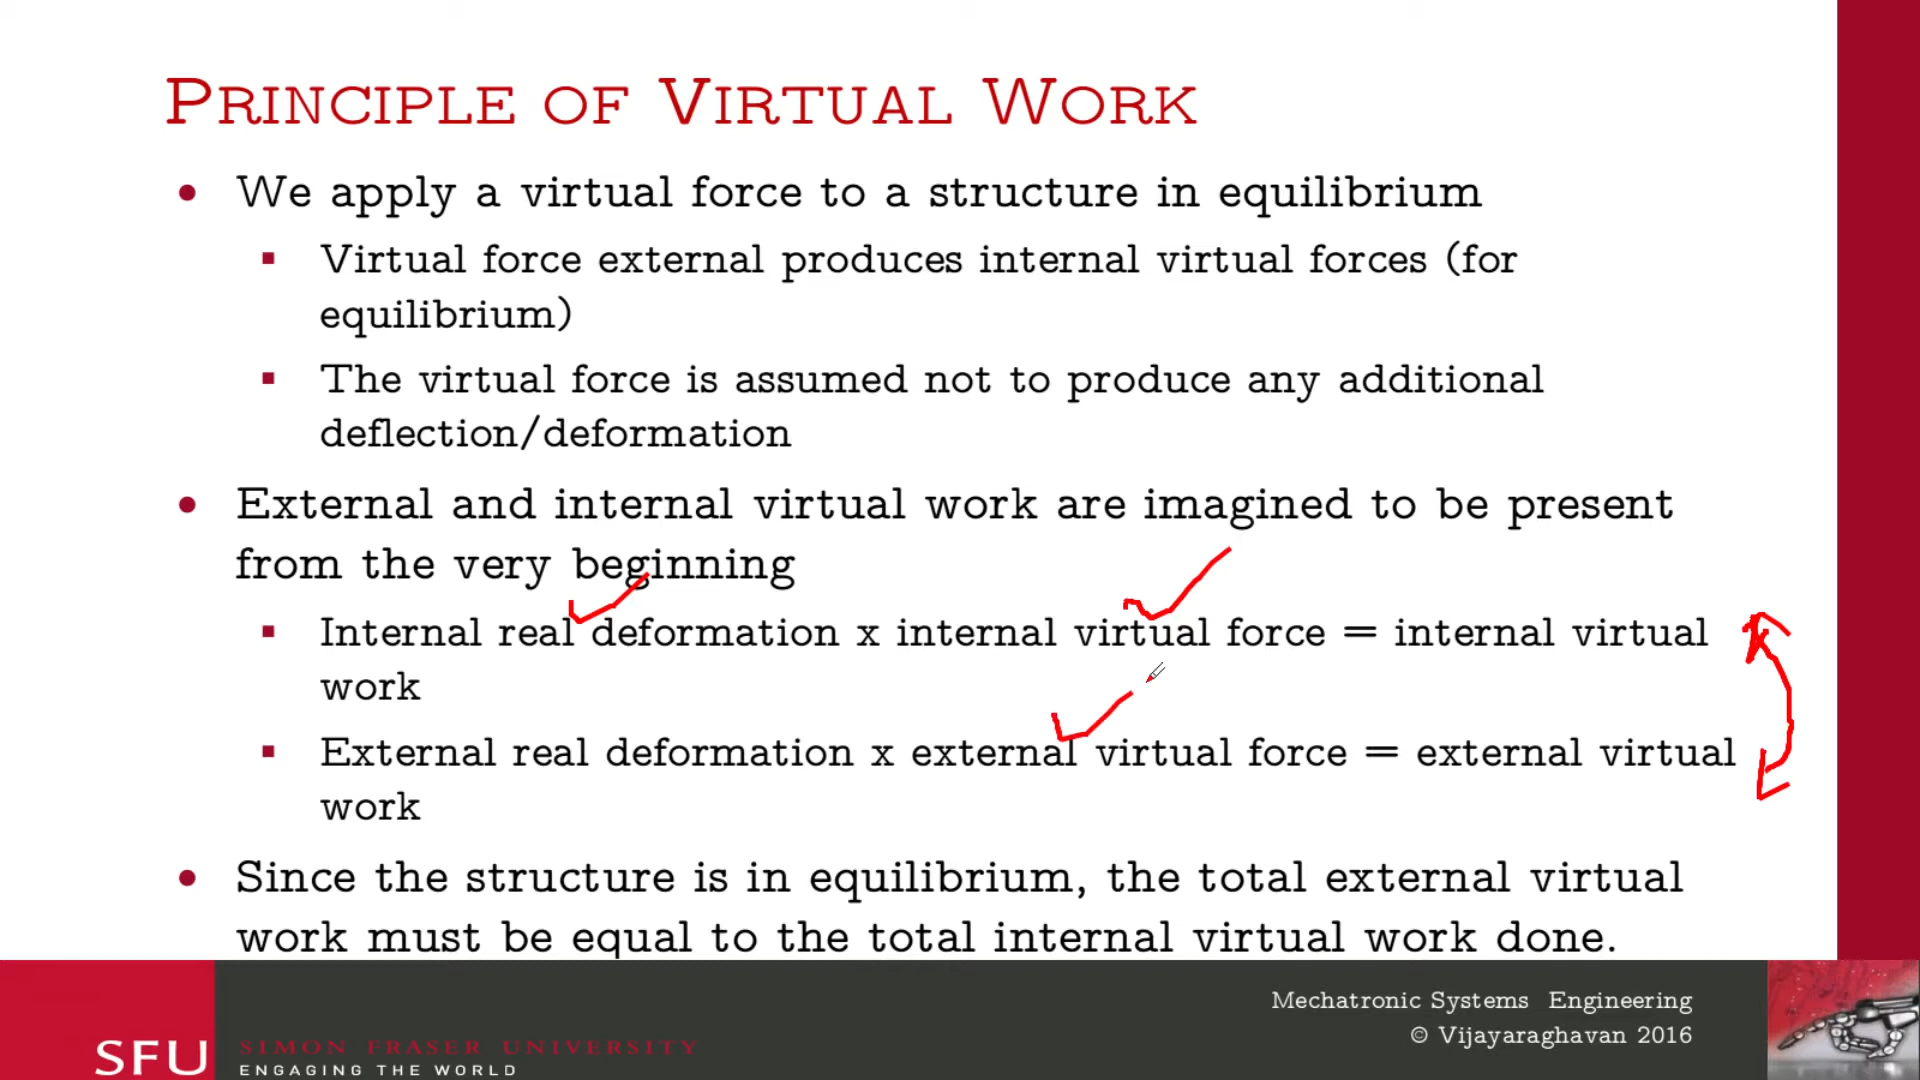 PRINCIPLE OF VIRTUAL WORK
• We apply a virtual force to a structure in equilibrium
▪ Virtual force external produces internal virtual forces (for
equilibrium)
▪ The virtual force is assumed not to produce any additional
deflection/deformation
• External and internal virtual work are imagined to be present
from the very beginning
▪ Internal real deformation x internal virtual force = internal virtual
work
▪ External real deformation x external virtual force = external virtual
work
• Since the structure is in equilibrium, the total external virtual
work must be equal to the total internal virtual work done.
Mechatronic Systems Engineering
© Vijayaraghavan 2016
SFU
SIMON FRASER UNIVERSITY
ENGAGING THE WORLD